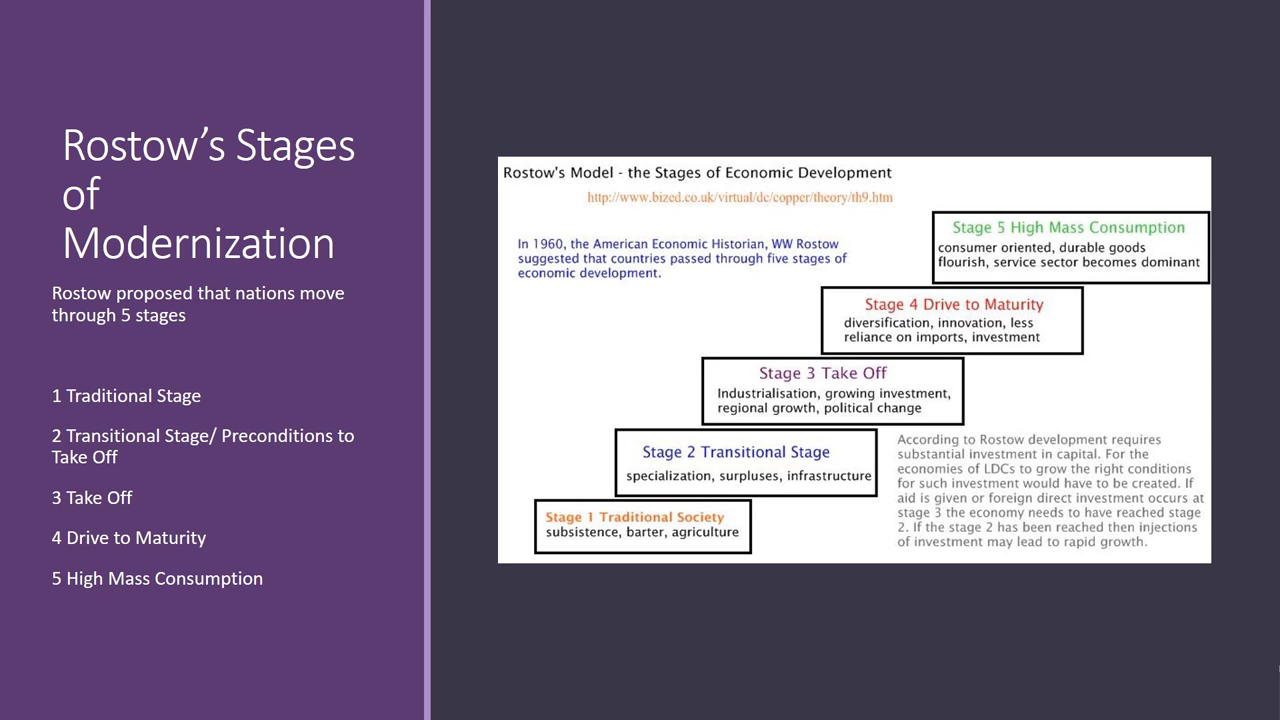 Rostow’s Stages
of
Modernization
Rostow proposed that nations move
through 5 stages
1 Traditional Stage
2 Transitional Stage/ Preconditions to
Take Off
3 Take Off
4 Drive to Maturity
5 High Mass Consumption
Rostow's Model - the Stages of Economic Development
http://www.bized.co.uk/virtual/dc/copper/theory/th9.htm
In 1960, the American Economic Historian, WW Rostow
suggested that countries passed through five stages of
economic development.
Stage 5 High Mass Consumption
consumer oriented, durable goods
flourish, service sector becomes dominant
Stage 4 Drive to Maturity
diversification, innovation, less
reliance on imports, investment
Stage 3 Take Off
Industrialisation, growing investment,
regional growth, political change
Stage 2 Transitional Stage
specialization, surpluses, infrastructure
Stage 1 Traditional Society
subsistence, barter, agriculture
According to Rostow development requires
substantial investment in capital. For the
economies of LDCs to grow the right conditions
for such investment would have to be created. If
aid is given or foreign direct investment occurs at
stage 3 the economy needs to have reached stage
2. If the stage 2 has been reached then injections
of investment may lead to rapid growth.